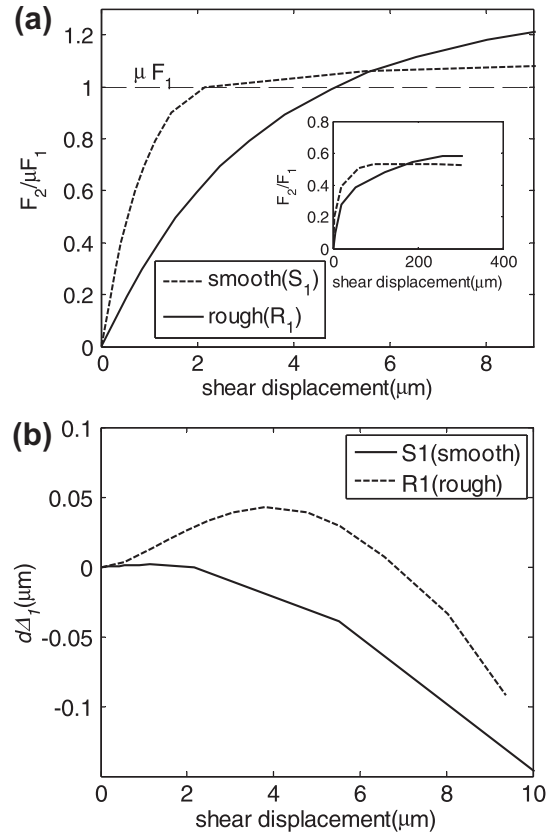 (a)
1.2
1
0.8
0.6
0.4
0.2
0
μ F₁
F₂/μF₁
0.8
0.6
0.4
0.2
0
F₂/F₁
0 200 400
shear displacement(μm)
smooth(S₁)
rough(R₁)
0 2 4 6 8
shear displacement(μm)
(b)
0.1
0.05
0
-0.05
-0.1
dΔ₁(μm)
S1(smooth)
R1(rough)
0 2 4 6 8 10
shear displacement(μm)